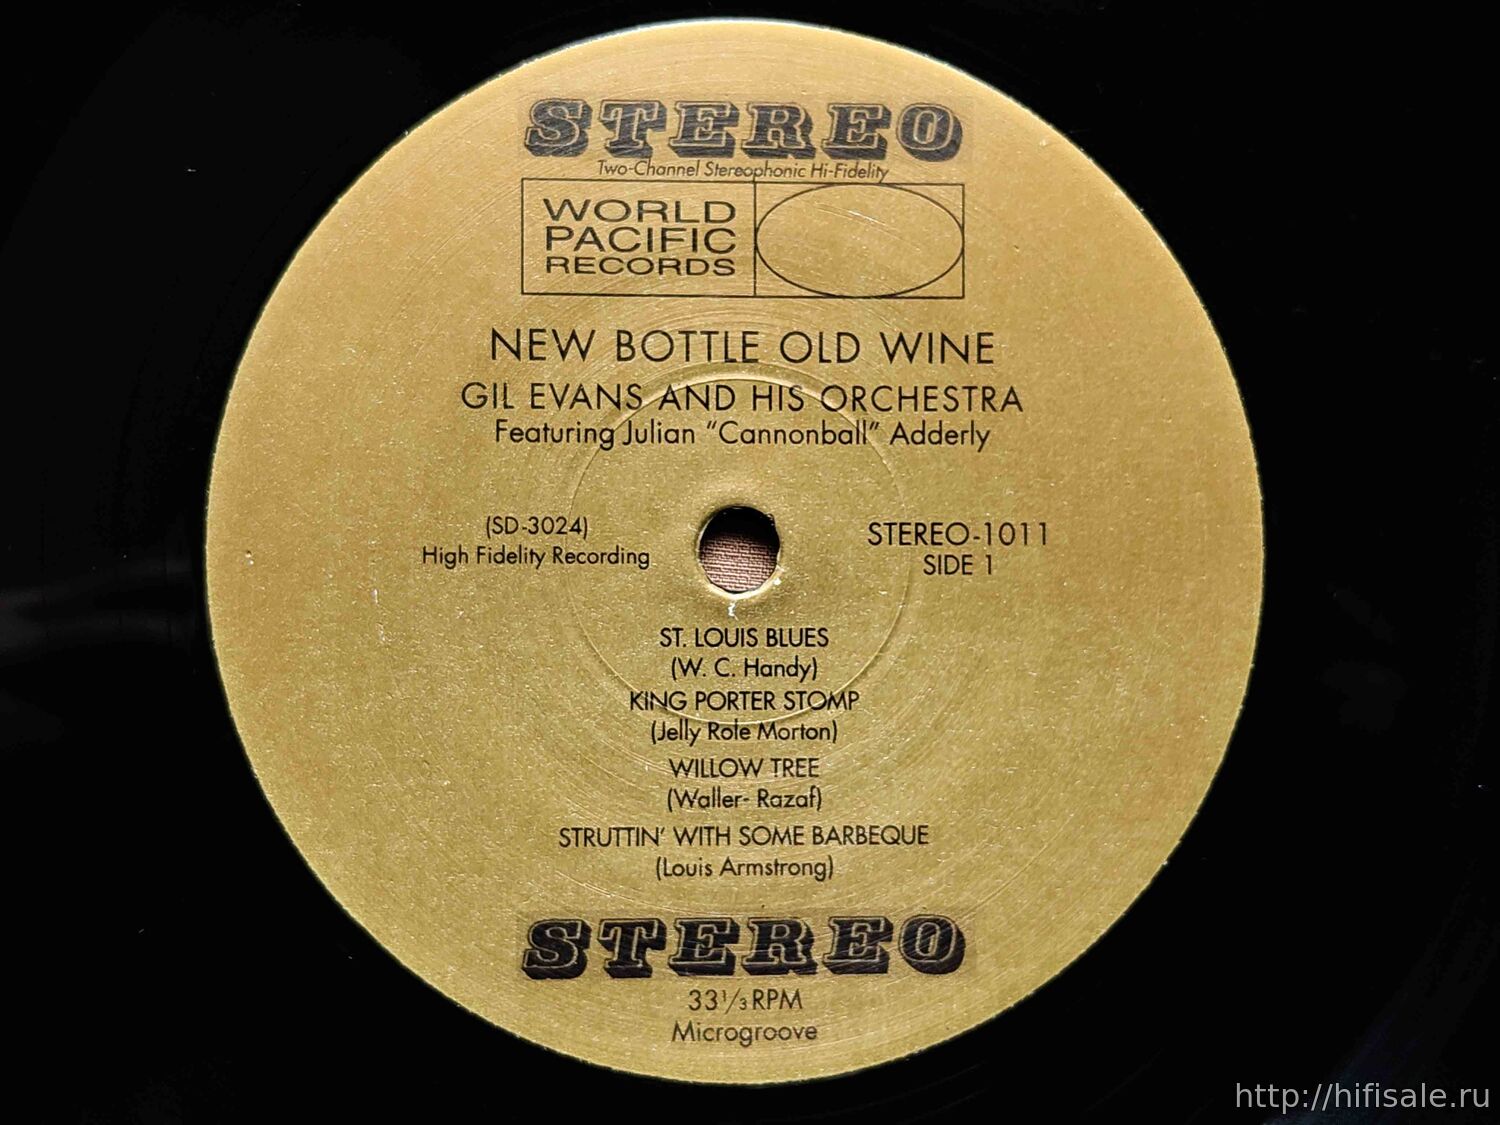 STEREO
Two-Channel Stereophonic Hi-Fidelity
WORLD
PACIFIC
RECORDS
NEW BOTTLE OLD WINE
GIL EVANS AND HIS ORCHESTRA
Featuring Julian "Cannonball" Adderly
(SD-3024)
High Fidelity Recording
STEREO-1011
SIDE 1
ST. LOUIS BLUES
(W. C. Handy)
KING PORTER STOMP
(Jelly Role Morton)
WILLOW TREE
(Waller- Razaf)
STRUTTIN' WITH SOME BARBEQUE
(Louis Armstrong)
STEREO
33 1/3 RPM
Microgroove
http://hifisale.ru